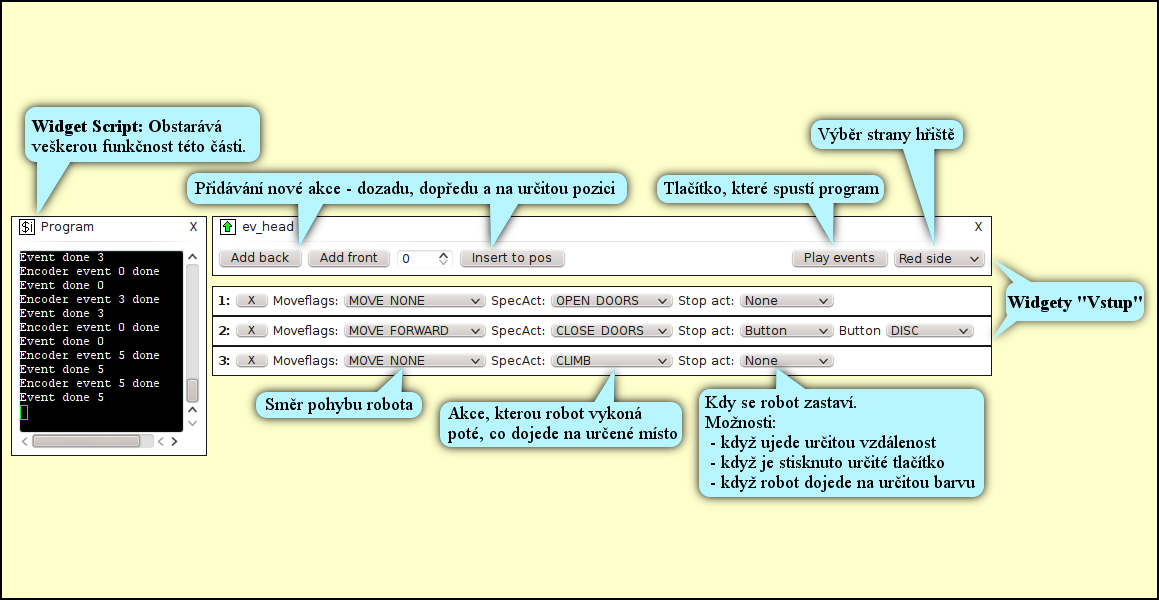 Widget Script: Obstarává
veškerou funkčnost této části.
Výběr strany hřiště
Přidávání nové akce - dozadu, dopředu a na určitou pozici
Tlačítko, které spustí program
$i Program X
ev_head X
Event done 3
Encoder event 0 done
Event done 0
Encoder event 3 done
Event done 3
Encoder event 0 done
Event done 0
Encoder event 5 done
Event done 5
Encoder event 5 done
Event done 5
Add back Add front 0 Insert to pos Play events Red side
Widgety "Vstup"
1: X Moveflags: MOVE_NONE SpecAct: OPEN_DOORS Stop act: None
2: X Moveflags: MOVE_FORWARD SpecAct: CLOSE_DOORS Stop act: Button Button DISC
3: X Moveflags: MOVE_NONE SpecAct: CLIMB Stop act: None
Směr pohybu robota
Akce, kterou robot vykoná
poté, co dojede na určené místo
Kdy se robot zastaví.
Možnosti:
- když ujede určitou vzdálenost
- když je stisknuto určité tlačítko
- když robot dojede na určitou barvu